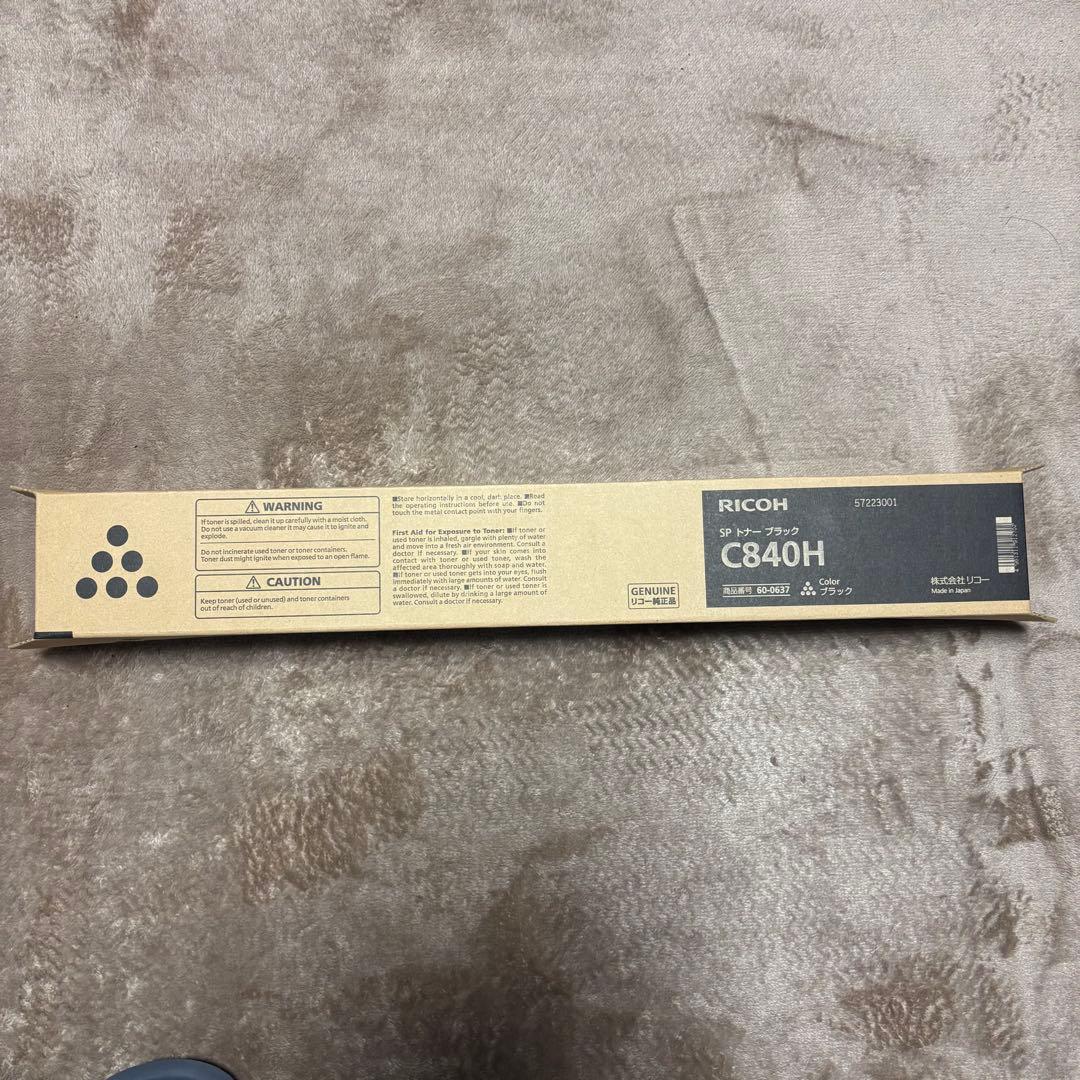 WARNING
If toner is spilled, clean it up carefully with a moist cloth.
Do not use a vacuum cleaner it may cause it to ignite and
explode.
Do not incinerate used toner or toner containers.
Toner dust might ignite when exposed to an open flame.
CAUTION
Keep toner (used or unused) and toner containers
out of reach of children.
■Store horizontally in a cool, dark place. ■Read
the operating instructions before use. ■Do not
touch the metal contact point with your fingers.
First Aid for Exposure to Toner: ■If toner or
used toner is inhaled, gargle with plenty of water
and move into a fresh air environment. Consult a
doctor if necessary. ■If your skin comes into
contact with toner or used toner, wash the
affected area thoroughly with soap and water.
■If toner or used toner gets into your eyes, flush
immediately with large amounts of water. Consult
a doctor if necessary. ■If toner or used toner is
swallowed, dilute by drinking a large amount of
water. Consult a doctor if necessary.
GENUINE
リコー純正品
RICOH
57223001
SP トナー ブラック
C840H
商品番号 60-0637
Color
ブラック
株式会社リコー
Made in Japan